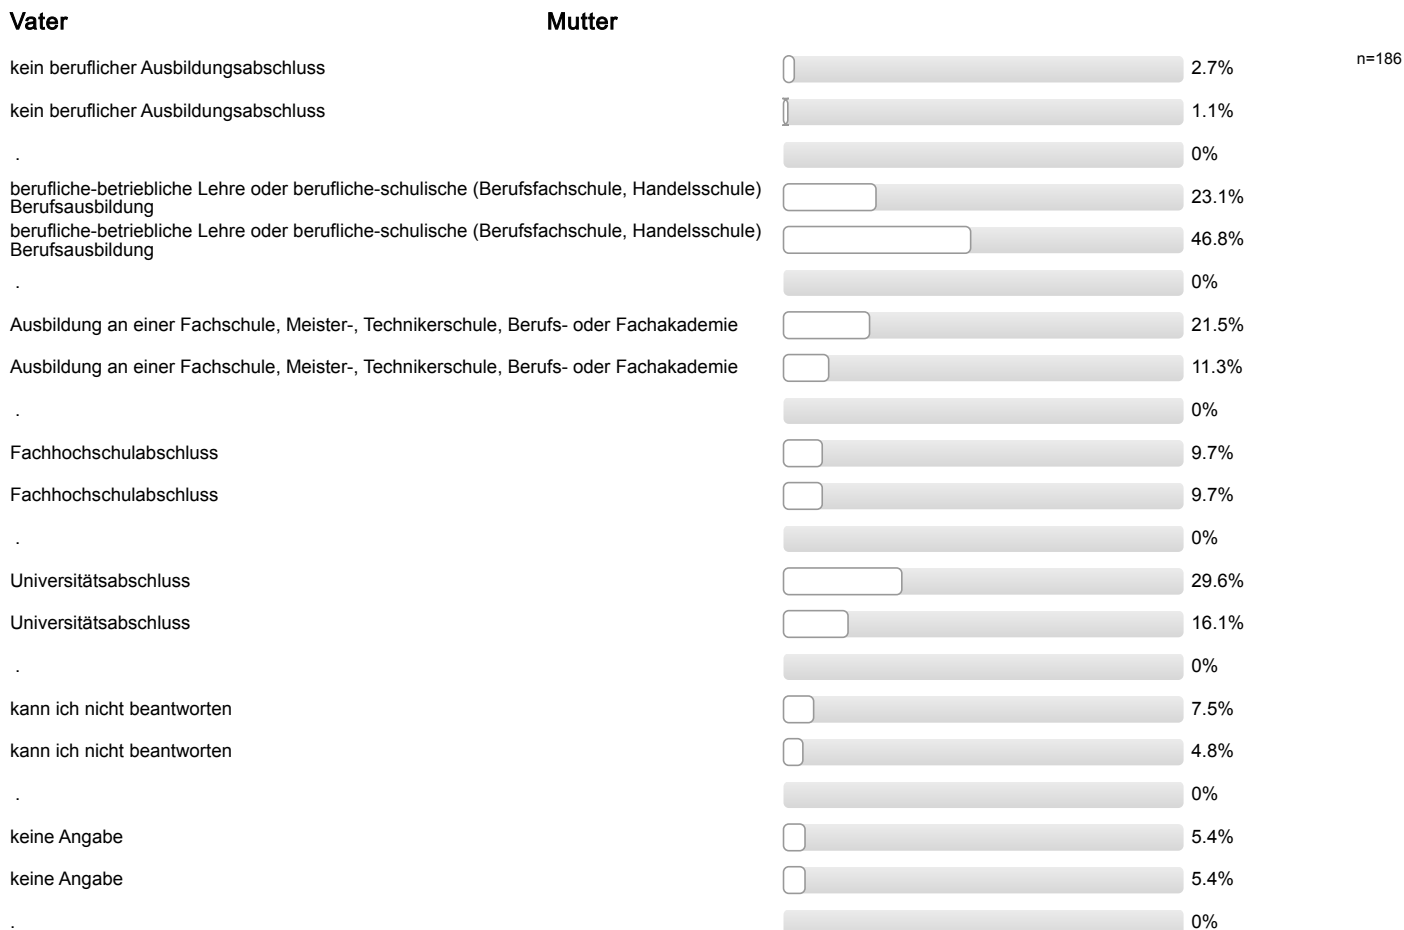 Vater Mutter
n=186
kein beruflicher Ausbildungsabschluss 2.7%
kein beruflicher Ausbildungsabschluss 1.1%
. 0%
berufliche-betriebliche Lehre oder berufliche-schulische (Berufsfachschule, Handelsschule)
Berufsausbildung 23.1%
berufliche-betriebliche Lehre oder berufliche-schulische (Berufsfachschule, Handelsschule)
Berufsausbildung 46.8%
. 0%
Ausbildung an einer Fachschule, Meister-, Technikerschule, Berufs- oder Fachakademie 21.5%
Ausbildung an einer Fachschule, Meister-, Technikerschule, Berufs- oder Fachakademie 11.3%
. 0%
Fachhochschulabschluss 9.7%
Fachhochschulabschluss 9.7%
. 0%
Universitätsabschluss 29.6%
Universitätsabschluss 16.1%
. 0%
kann ich nicht beantworten 7.5%
kann ich nicht beantworten 4.8%
. 0%
keine Angabe 5.4%
keine Angabe 5.4%
. 0%